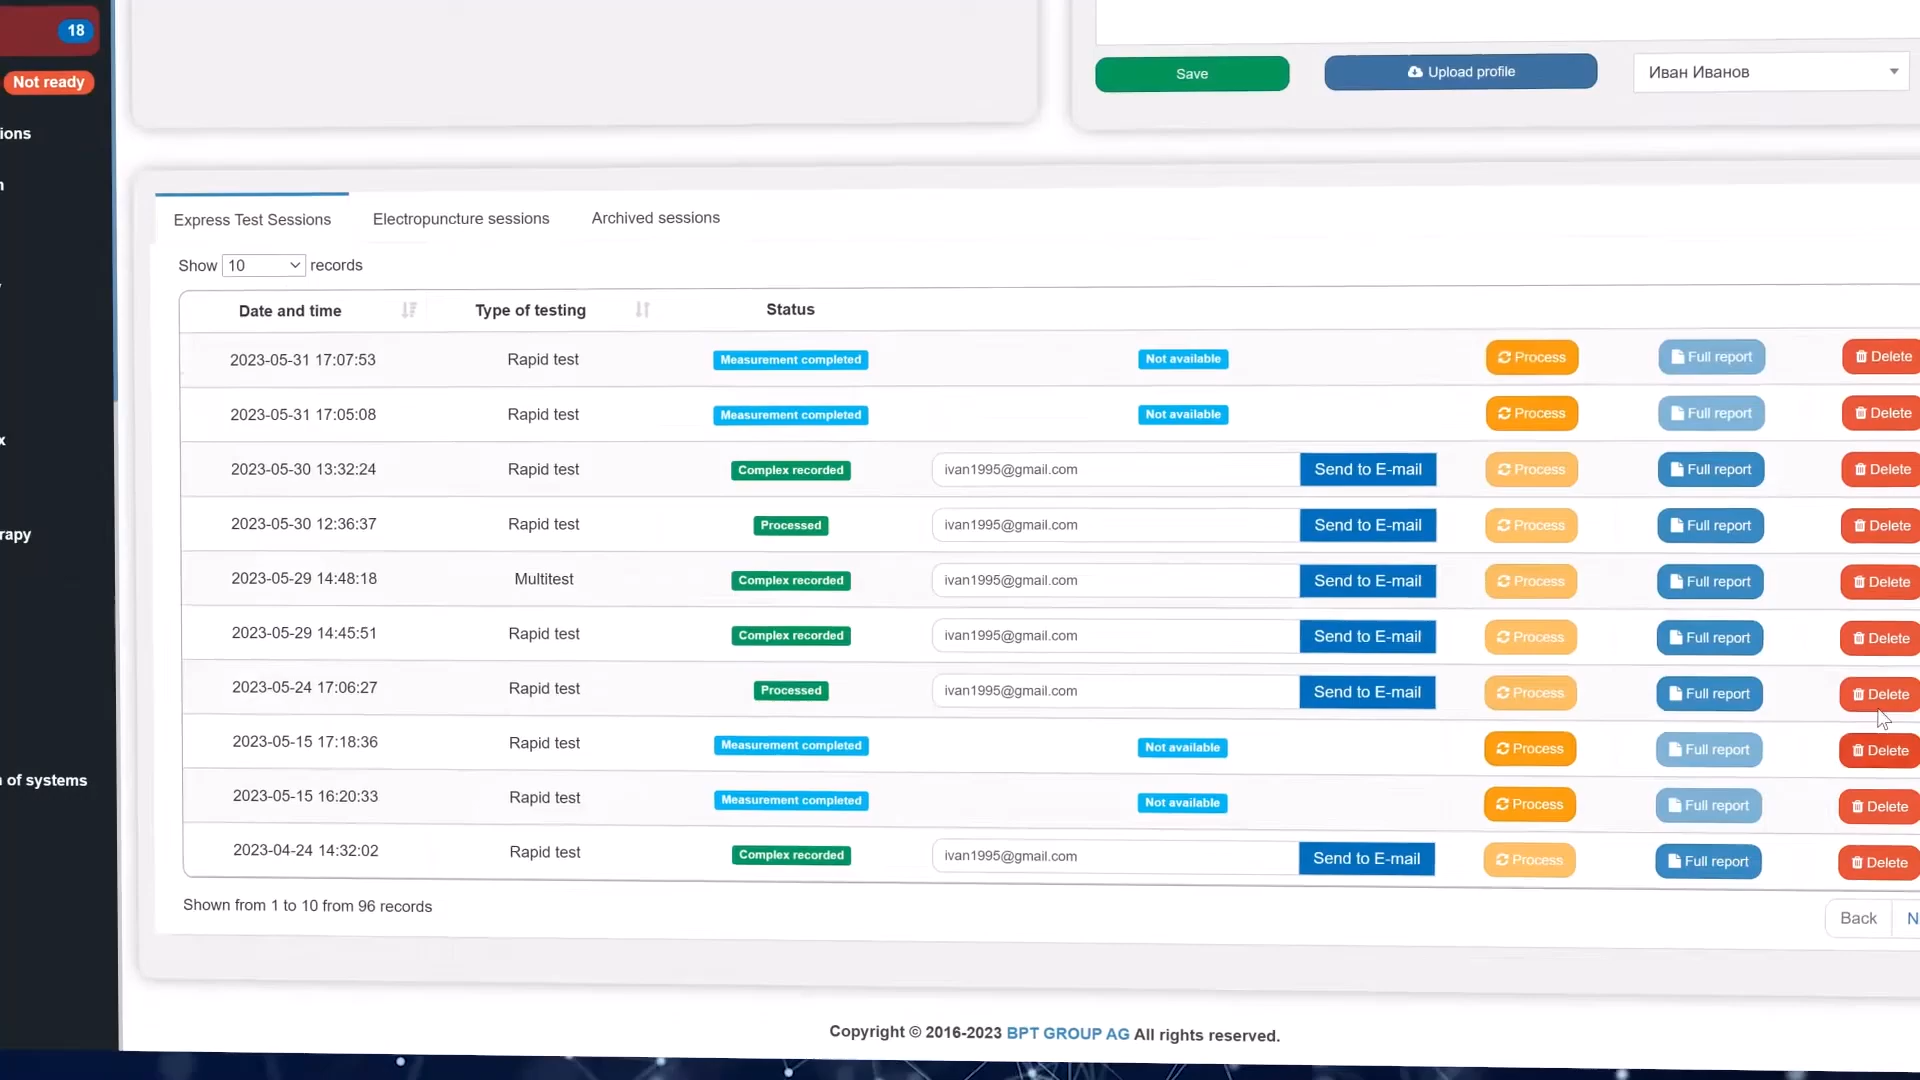 18
Save
Upload profile
Иван Иванов
Not ready
ions
Express Test Sessions Electropuncture sessions Archived sessions
Show 10 records
Date and time Type of testing Status
2023-05-31 17:07:53 Rapid test Measurement completed Not available Process Full report Delete
2023-05-31 17:05:08 Rapid test Measurement completed Not available Process Full report Delete
x
2023-05-30 13:32:24 Rapid test Complex recorded ivan1995@gmail.com Send to E-mail Process Full report Delete
2023-05-30 12:36:37 Rapid test Processed ivan1995@gmail.com Send to E-mail Process Full report Delete
rapy
2023-05-29 14:48:18 Multitest Complex recorded ivan1995@gmail.com Send to E-mail Process Full report Delete
2023-05-29 14:45:51 Rapid test Complex recorded ivan1995@gmail.com Send to E-mail Process Full report Delete
2023-05-24 17:06:27 Rapid test Processed ivan1995@gmail.com Send to E-mail Process Full report Delete
2023-05-15 17:18:36 Rapid test Measurement completed Not available Process Full report Delete
of systems
2023-05-15 16:20:33 Rapid test Measurement completed Not available Process Full report Delete
2023-04-24 14:32:02 Rapid test Complex recorded ivan1995@gmail.com Send to E-mail Process Full report Delete
Shown from 1 to 10 from 96 records
Back N
Copyright © 2016-2023 BPT GROUP AG All rights reserved.